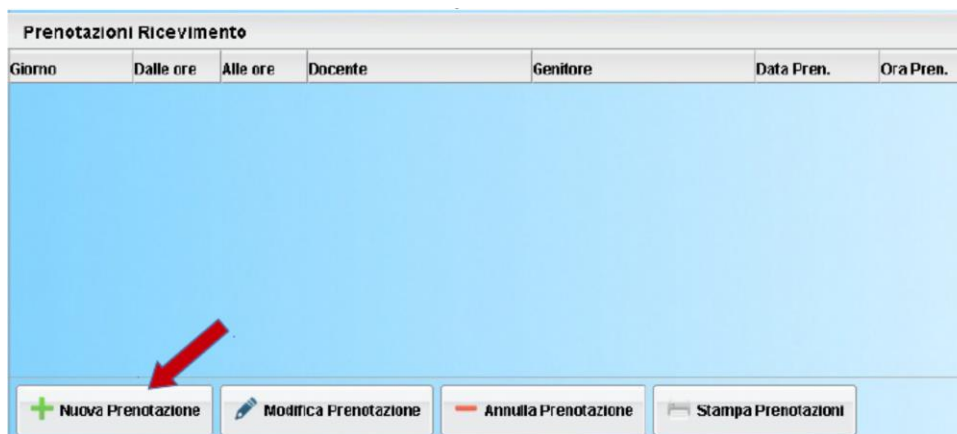 Prenotazioni Ricevimento
Giorno Dalle ore Alle ore Docente Genitore Data Pren. Ora Pren.
Nuova Prenotazione Modifica Prenotazione Annulla Prenotazione Stampa Prenotazioni